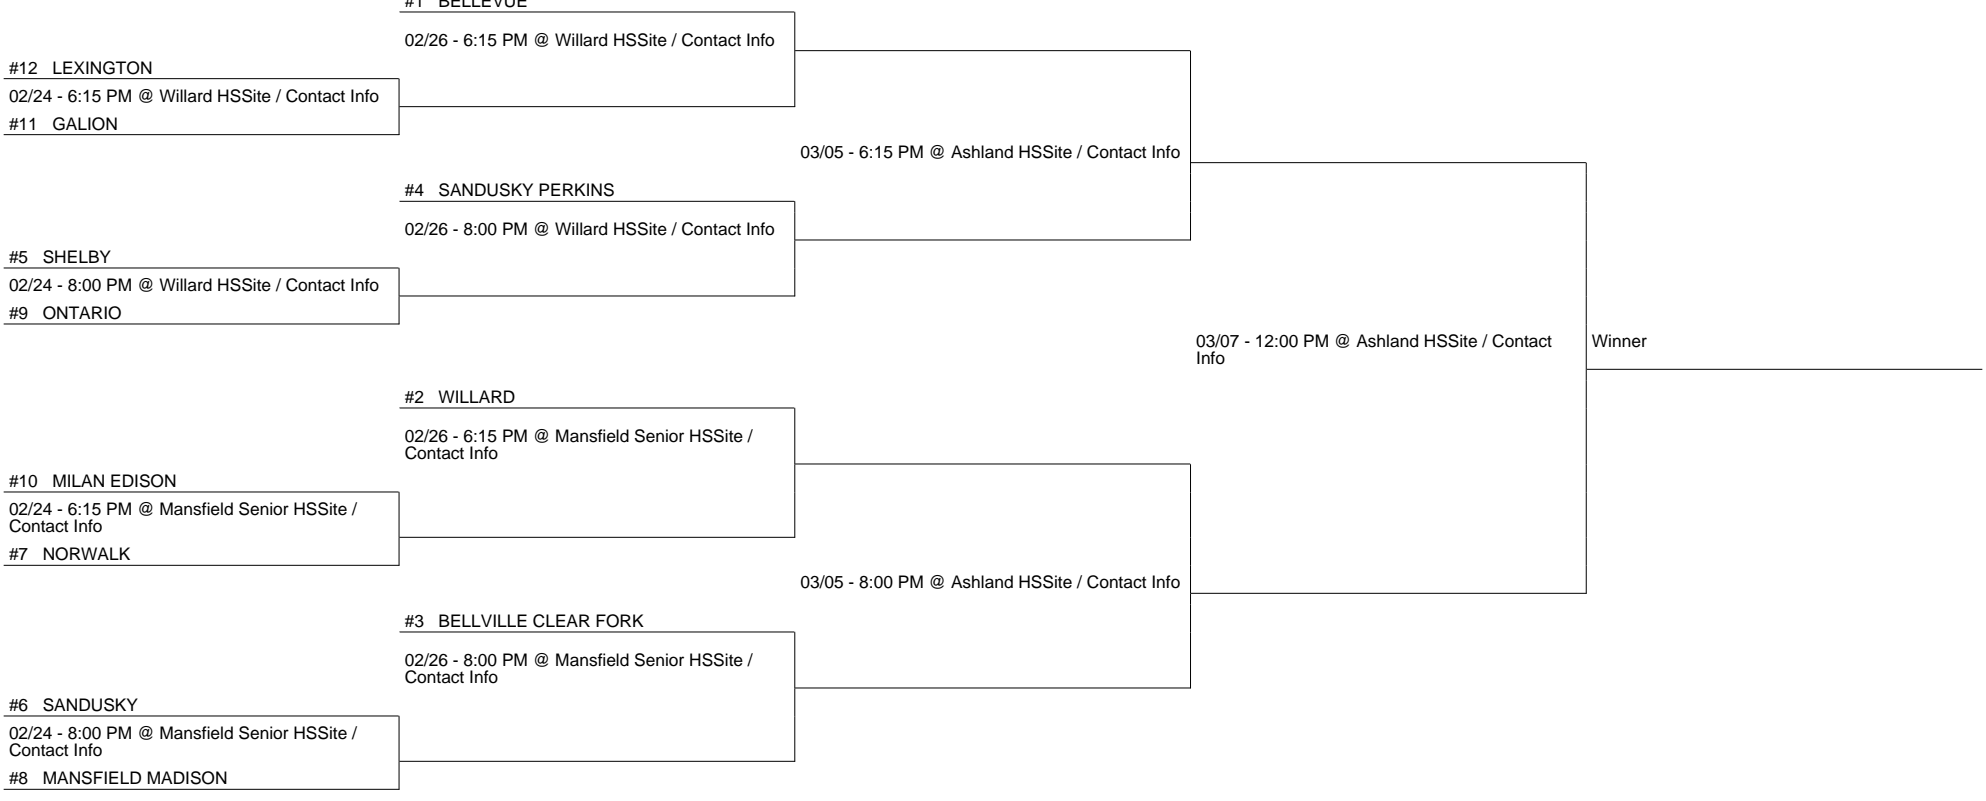 #1 BELLEVUE
02/26 - 6:15 PM @ Willard HSSite / Contact Info
#12 LEXINGTON
02/24 - 6:15 PM @ Willard HSSite / Contact Info
#11 GALION
03/05 - 6:15 PM @ Ashland HSSite / Contact Info
#4 SANDUSKY PERKINS
02/26 - 8:00 PM @ Willard HSSite / Contact Info
#5 SHELBY
02/24 - 8:00 PM @ Willard HSSite / Contact Info
#9 ONTARIO
03/07 - 12:00 PM @ Ashland HSSite / Contact
Info
Winner
#2 WILLARD
02/26 - 6:15 PM @ Mansfield Senior HSSite /
Contact Info
#10 MILAN EDISON
02/24 - 6:15 PM @ Mansfield Senior HSSite /
Contact Info
#7 NORWALK
03/05 - 8:00 PM @ Ashland HSSite / Contact Info
#3 BELLVILLE CLEAR FORK
02/26 - 8:00 PM @ Mansfield Senior HSSite /
Contact Info
#6 SANDUSKY
02/24 - 8:00 PM @ Mansfield Senior HSSite /
Contact Info
#8 MANSFIELD MADISON